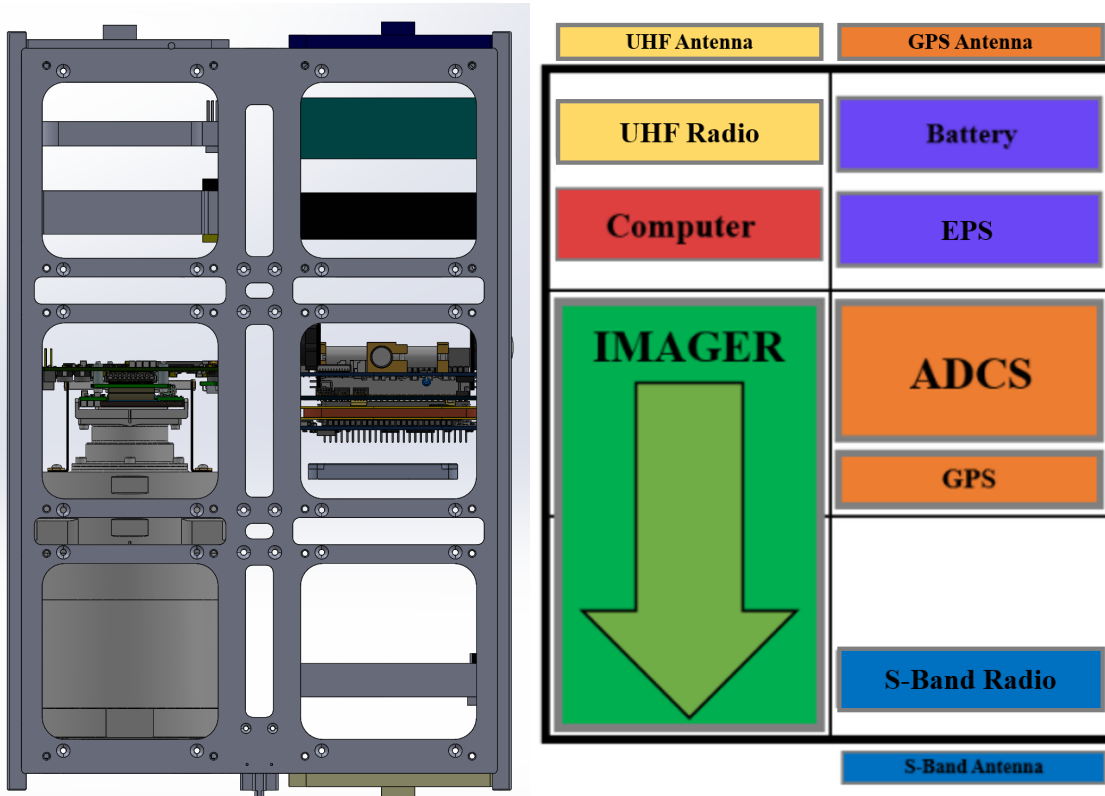 UHF Antenna
GPS Antenna
UHF Radio
Battery
Computer
EPS
IMAGER
ADCS
GPS
S-Band Radio
S-Band Antenna